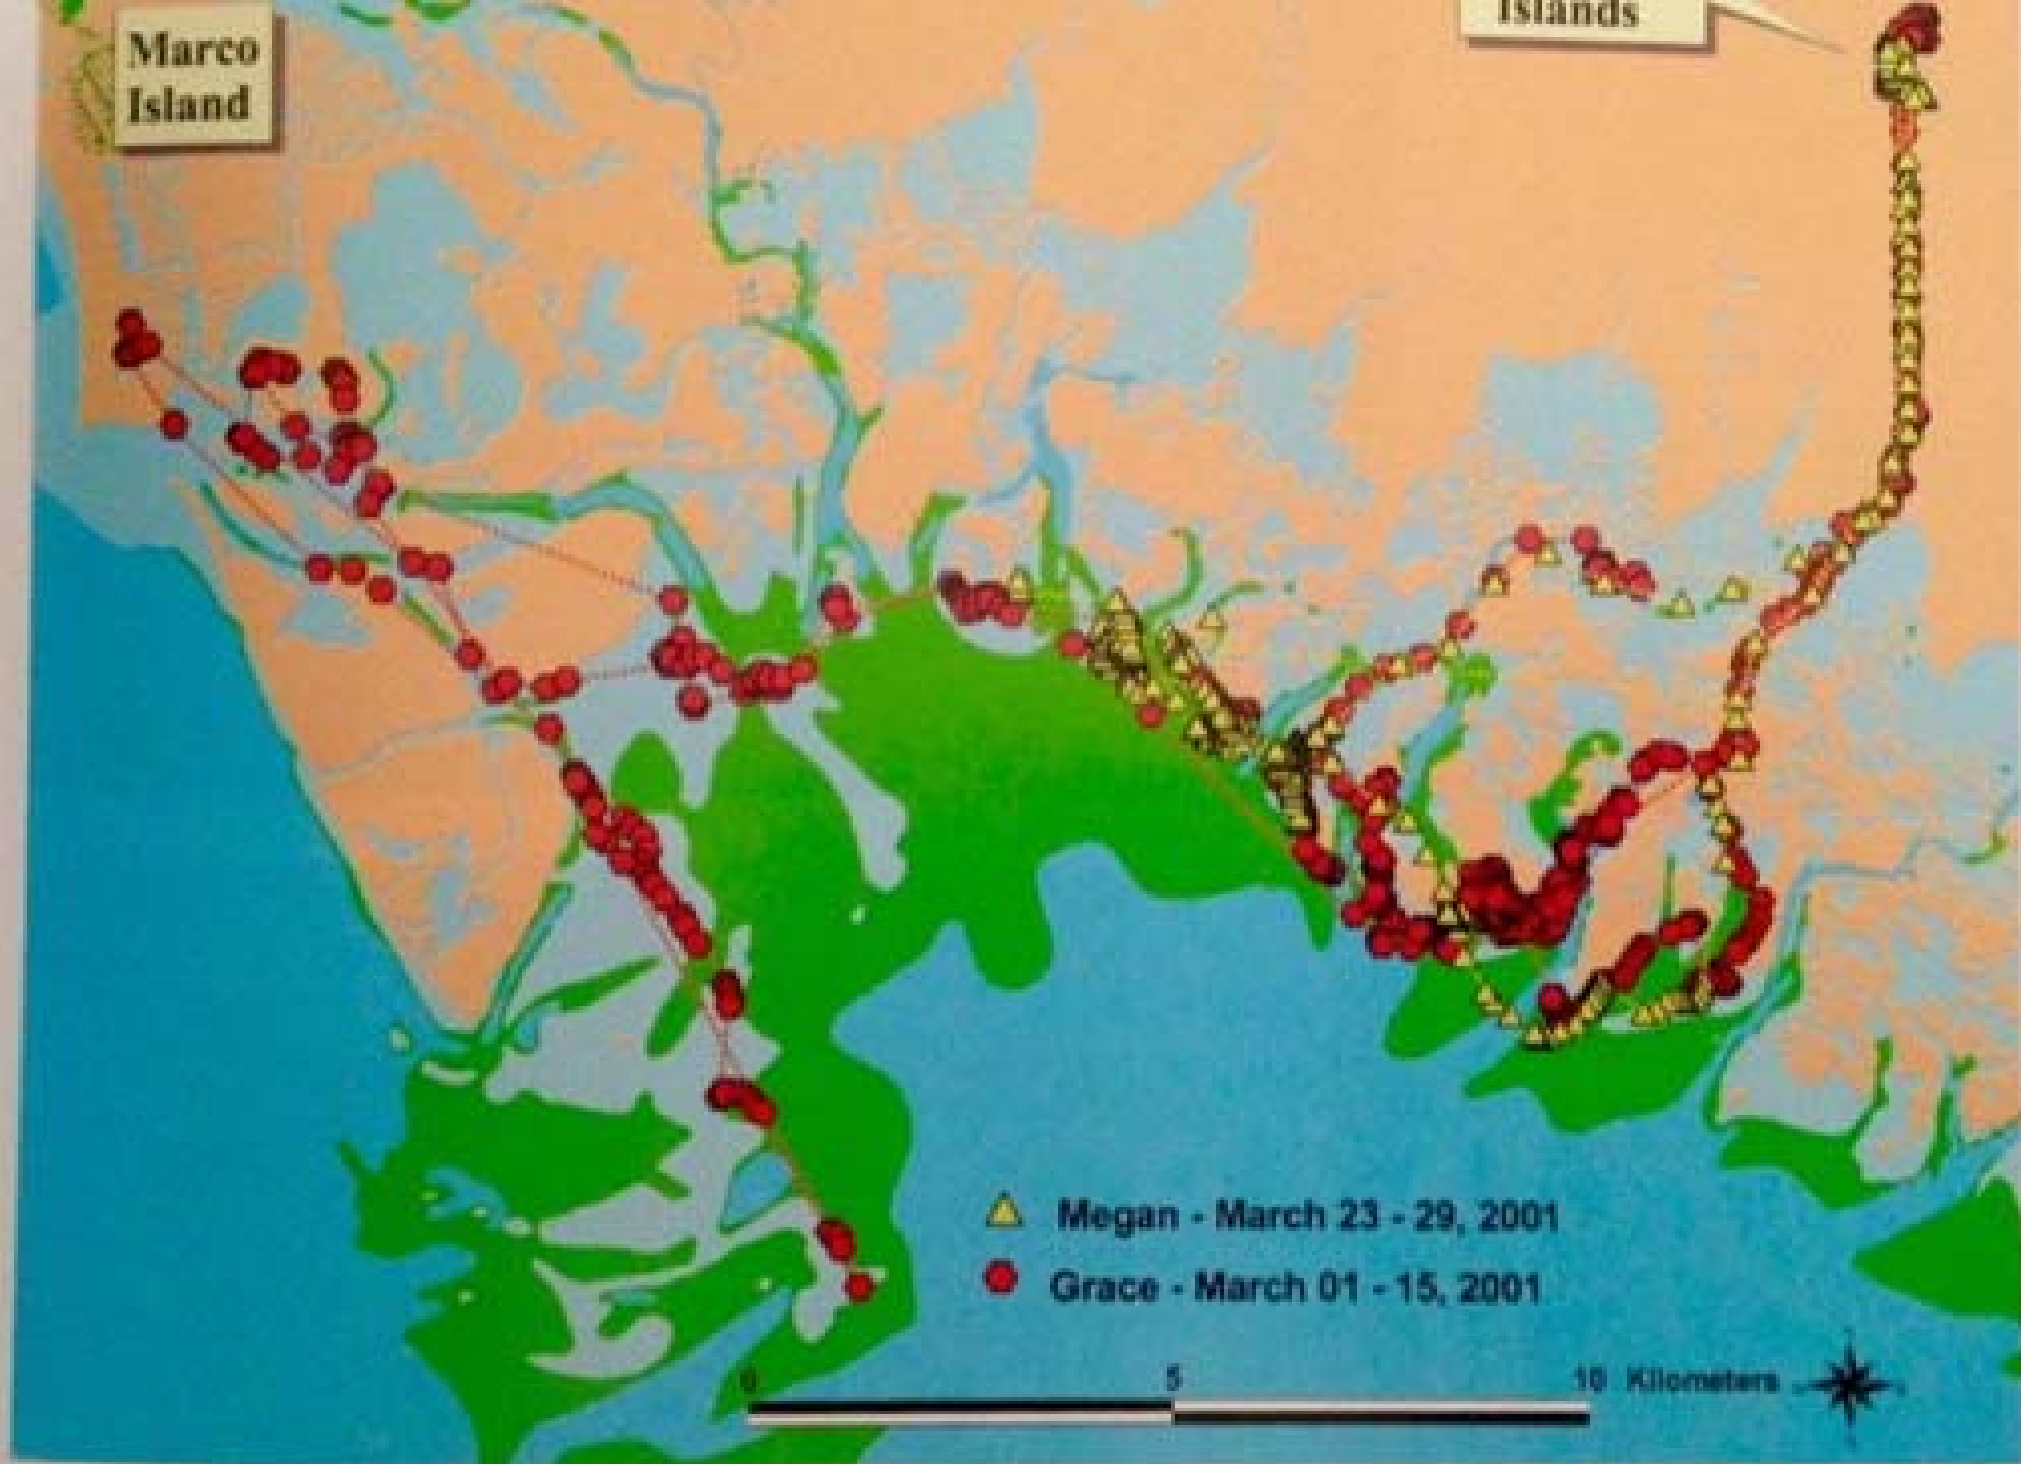 Islands
Marco
Island
Megan - March 23 - 29, 2001
Grace - March 01 - 15, 2001
0 5 10 Kilometers